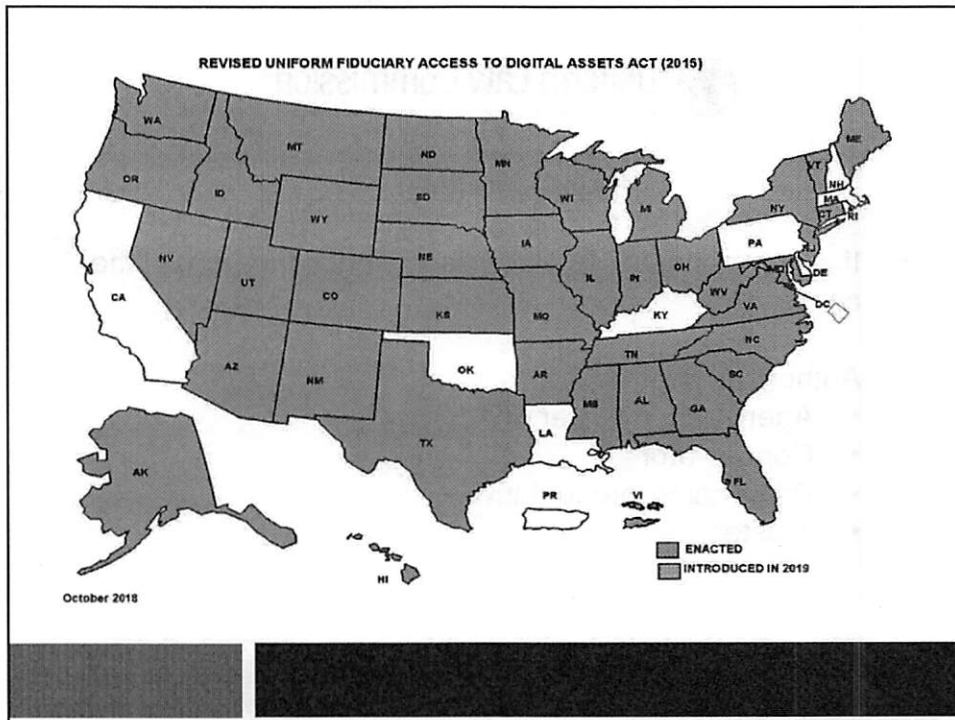 REVISED UNIFORM FIDUCIARY ACCESS TO DIGITAL ASSETS ACT (2015)
WA
MT
ND
MN
ME
OR
ID
WY
SD
WI
MI
NY
VT
NH
MA
CT
RI
NV
UT
CO
NE
IA
IL
IN
OH
PA
NJ
MD
DE
DC
CA
KS
MO
KY
WV
VA
AZ
NM
OK
AR
TN
NC
SC
MS
AL
GA
TX
LA
FL
AK
HI
PR
VI
ENACTED
INTRODUCED IN 2019
October 2018